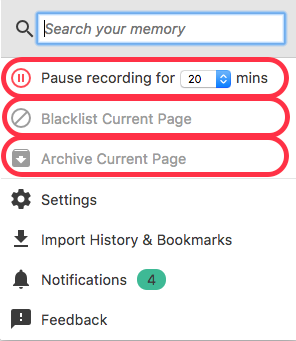 Search your memory
Pause recording for 20 mins
Blacklist Current Page
Archive Current Page
Settings
Import History & Bookmarks
Notifications 4
Feedback